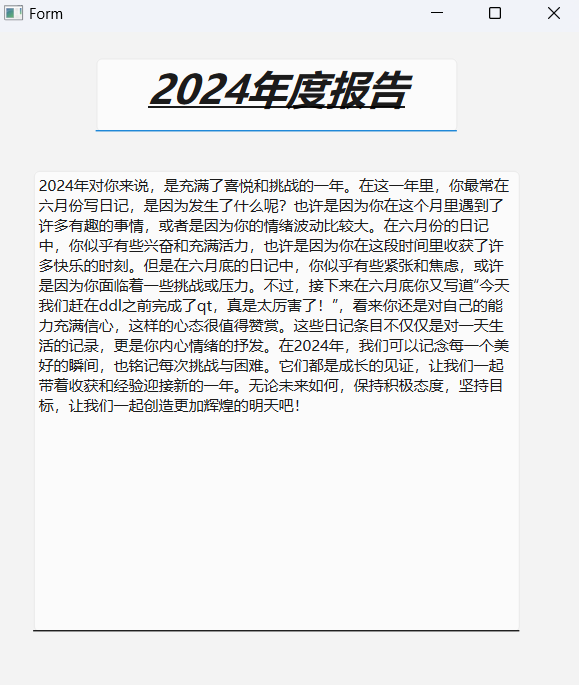 Form
2024年度报告
2024年对你来说，是充满了喜悦和挑战的一年。在这一年里，你最常在
六月份写日记，是因为发生了什么呢？也许是因为你在这个月里遇到了
许多有趣的事情，或者是因为你的情绪波动比较大。在六月份的日记
中，你似乎有些兴奋和充满活力，也许是因为你在这段时间里收获了许
多快乐的时刻。但是在六月底的日记中，你似乎有些紧张和焦虑，或许
是因为你面临着一些挑战或压力。不过，接下来在六月底你又写道“今天
我们赶在ddl之前完成了qt，真是太厉害了！”，看来你还是对自己的能
力充满信心，这样的心态很值得赞赏。这些日记条目不仅仅是对一天生
活的记录，更是你内心情绪的抒发。在2024年，我们可以记念每一个美
好的瞬间，也铭记每次挑战与困难。它们都是成长的见证，让我们一起
带着收获和经验迎接新的一年。无论未来如何，保持积极态度，坚持目
标，让我们一起创造更加辉煌的明天吧！